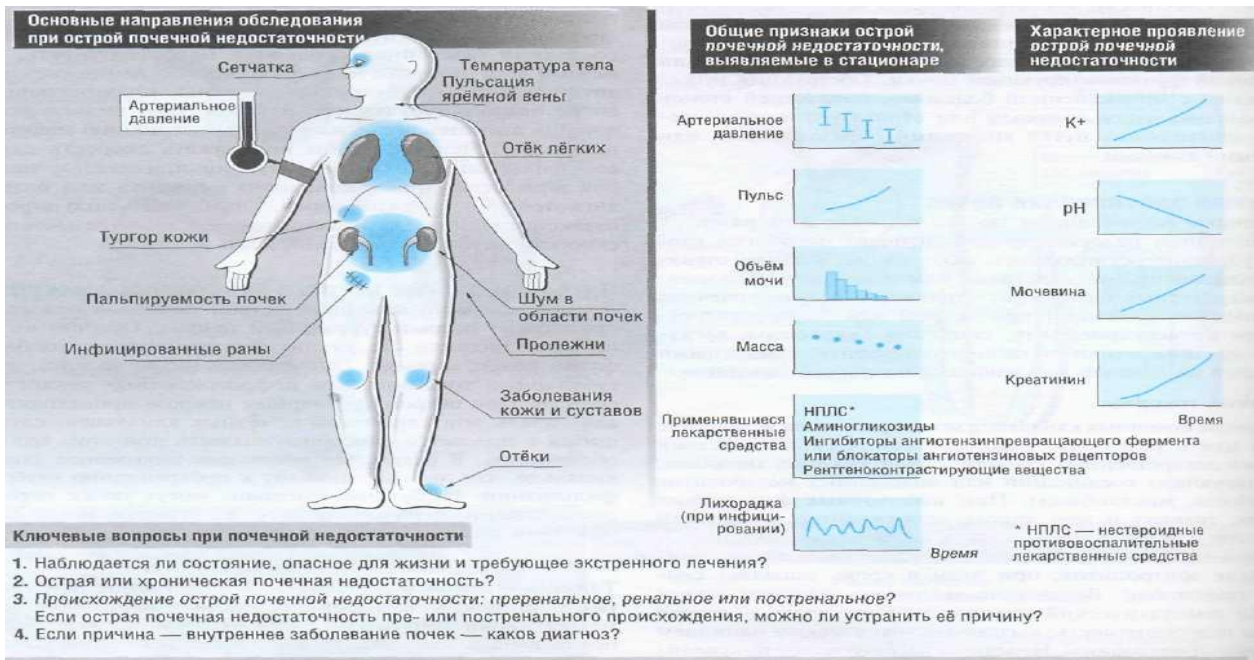 Основные направления обследования
при острой почечной недостаточности
Сетчатка
Температура тела
Пульсация
ярёмной вены
Артериальное
давление
Отёк лёгких
Тургор кожи
Пальпируемость почек
Шум в
области почек
Инфицированные раны
Пролежни
Заболевания
кожи и суставов
Отёки
Общие признаки острой
почечной недостаточности,
выявляемые в стационаре
Артериальное
давление
Пульс
Объём
мочи
Масса
Применявшиеся
лекарственные
средства
НПЛС*
Аминогликозиды
Ингибиторы ангиотензинпревращающего фермента
или блокаторы ангиотензиновых рецепторов
Рентгеноконтрастирующие вещества
Лихорадка
(при инфици-
ровании)
Время
Характерное проявление
острой почечной
недостаточности
K+
pH
Мочевина
Креатинин
Время
* НПЛС — нестероидные
противовоспалительные
лекарственные средства
Ключевые вопросы при почечной недостаточности
1. Наблюдается ли состояние, опасное для жизни и требующее экстренного лечения?
2. Острая или хроническая почечная недостаточность?
3. Происхождение острой почечной недостаточности: преренальное, ренальное или постренальное?
Если острая почечная недостаточность пре- или постренального происхождения, можно ли устранить её причину?
4. Если причина — внутреннее заболевание почек — каков диагноз?